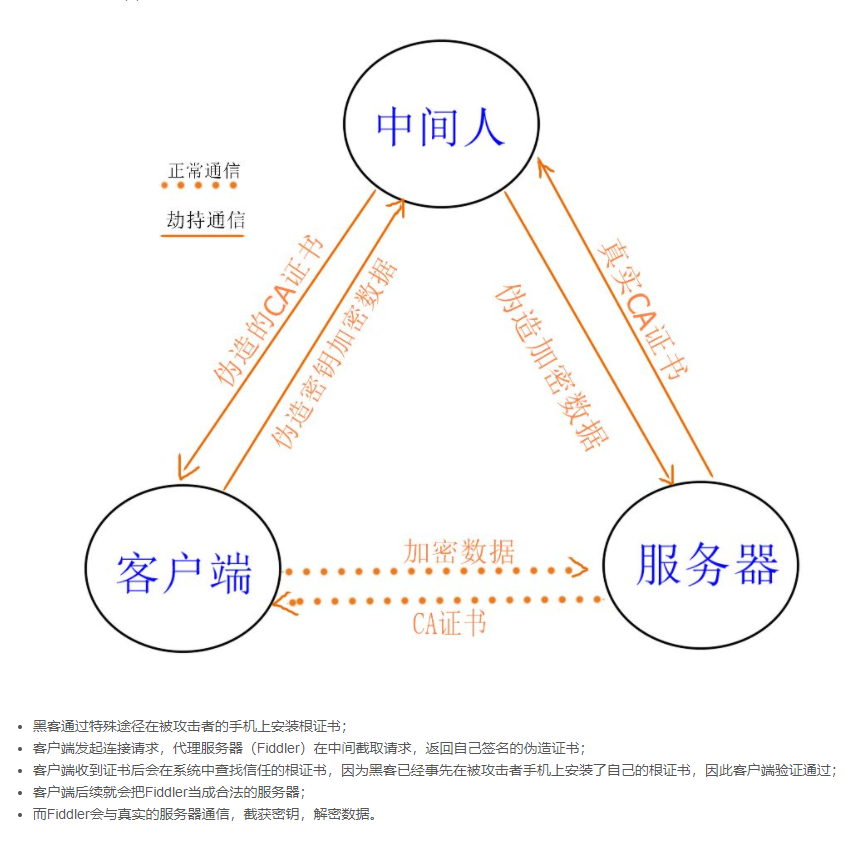 中间人
正常通信
劫持通信
伪造的CA证书
伪造密钥加密数据
伪造加密数据
真实CA证书
客户端
加密数据
CA证书
服务器
黑客通过特殊途径在被攻击者的手机上安装根证书；
客户端发起连接请求，代理服务器（Fiddler）在中间截取请求，返回自己签名的伪造证书；
客户端收到证书后会在系统中查找信任的根证书，因为黑客已经事先在被攻击者手机上安装了自己的根证书，因此客户端验证通过；
客户端后续就会把Fiddler当成合法的服务器；
而Fiddler会与真实的服务器通信，截获密钥，解密数据。